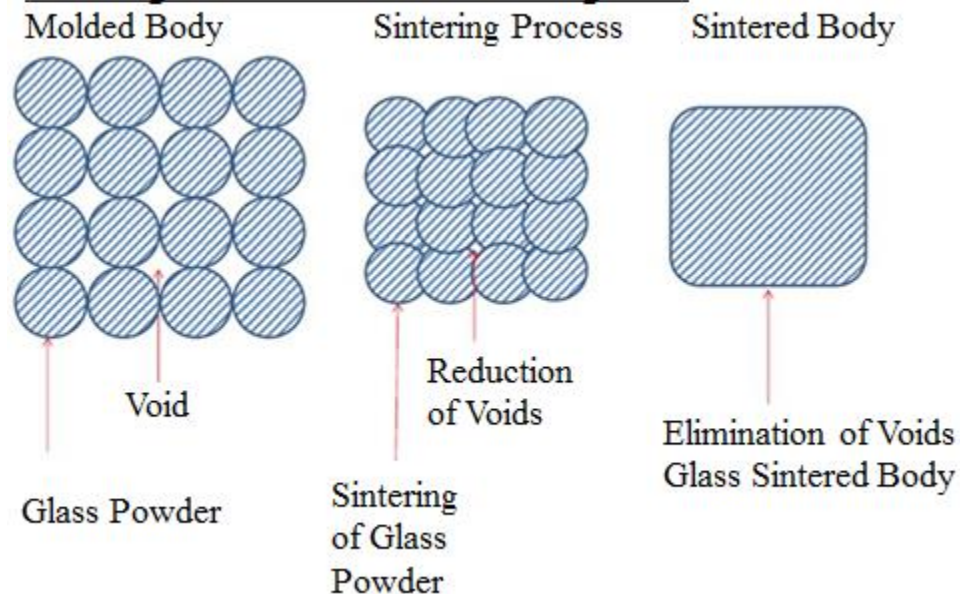 Molded Body
Sintering Process
Sintered Body
Void
Reduction
of Voids
Elimination of Voids
Glass Sintered Body
Glass Powder
Sintering
of Glass
Powder